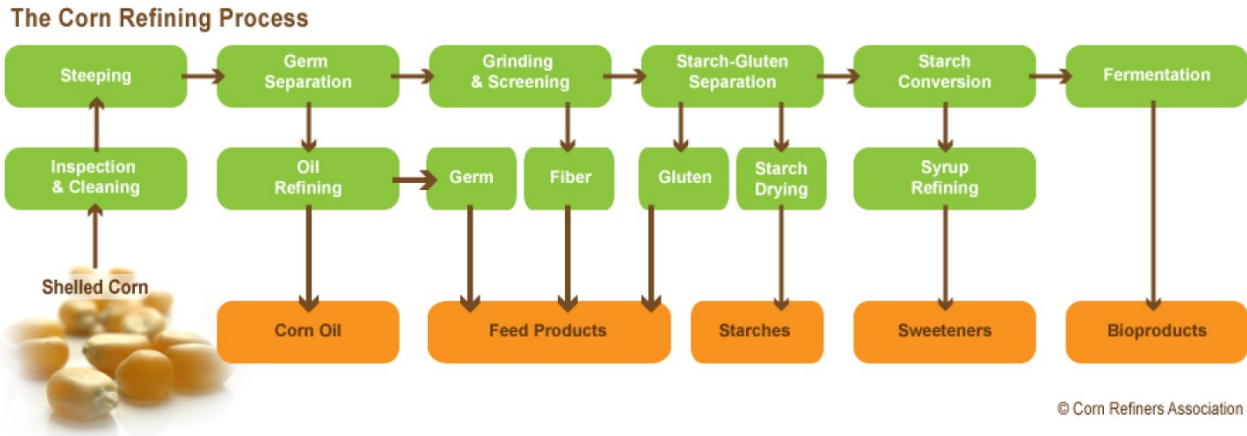 The Corn Refining Process
Steeping
Germ
Separation
Grinding
& Screening
Starch-Gluten
Separation
Starch
Conversion
Fermentation
Inspection
& Cleaning
Oil
Refining
Germ
Fiber
Gluten
Starch
Drying
Syrup
Refining
Shelled Corn
Corn Oil
Feed Products
Starches
Sweeteners
Bioproducts
© Corn Refiners Association